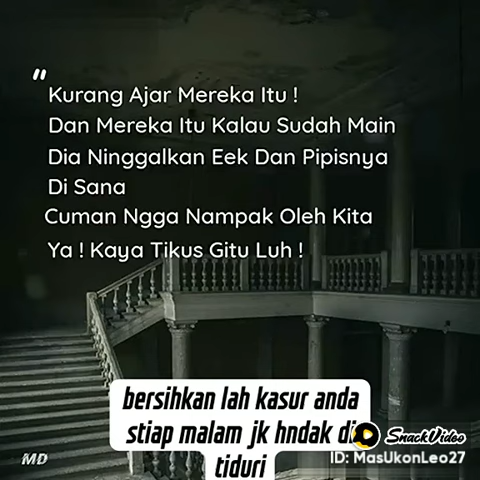 "
Kurang Ajar Mereka Itu !
Dan Mereka Itu Kalau Sudah Main
Dia Ninggalkan Eek Dan Pipisnya
Di Sana
Cuman Ngga Nampak Oleh Kita
Ya ! Kaya Tikus Gitu Luh !
bersihkan lah kasur anda
stiap malam jk hndak di
tiduri
SnackVideo
ID: MasUkonLeo27
MD